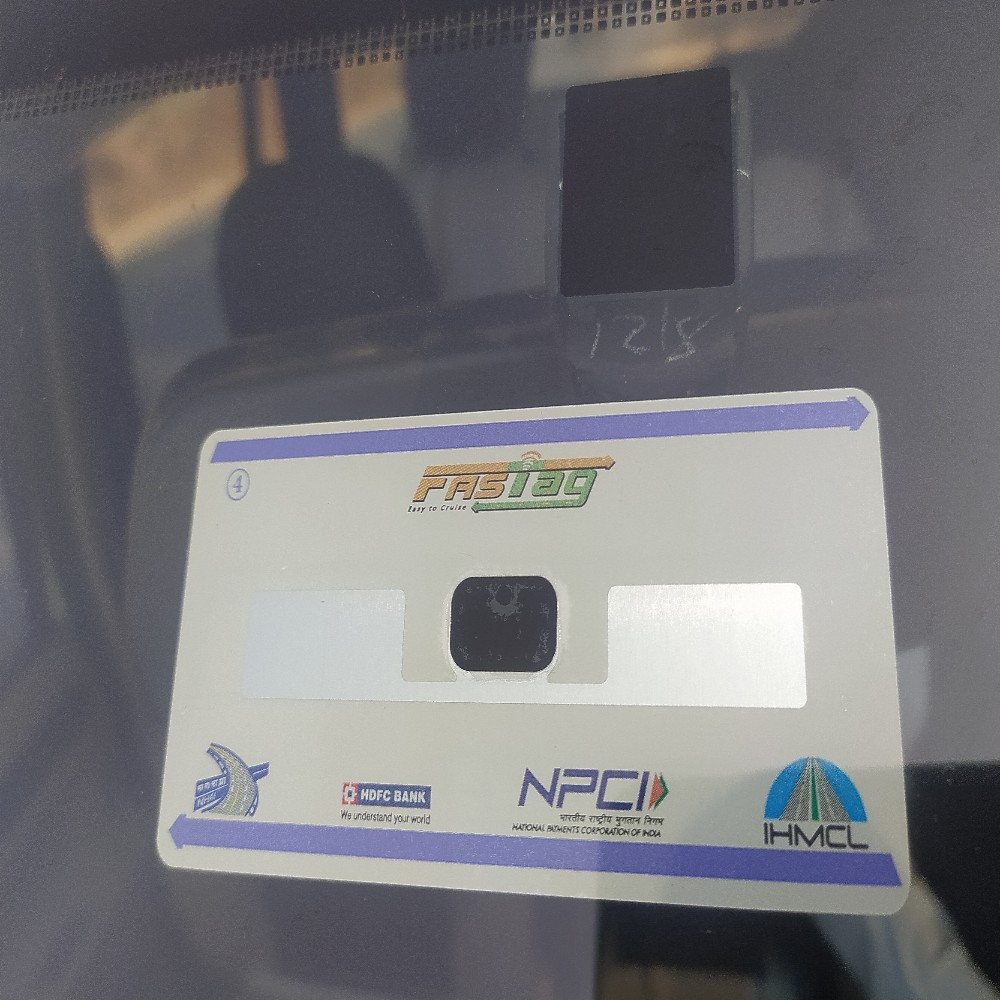 1218
4
FASTag
Easy to Cruise
NHAI
HDFC BANK
We understand your world
NPCI
भारतीय राष्ट्रीय भुगतान निगम
NATIONAL PAYMENTS CORPORATION OF INDIA
IHMCL